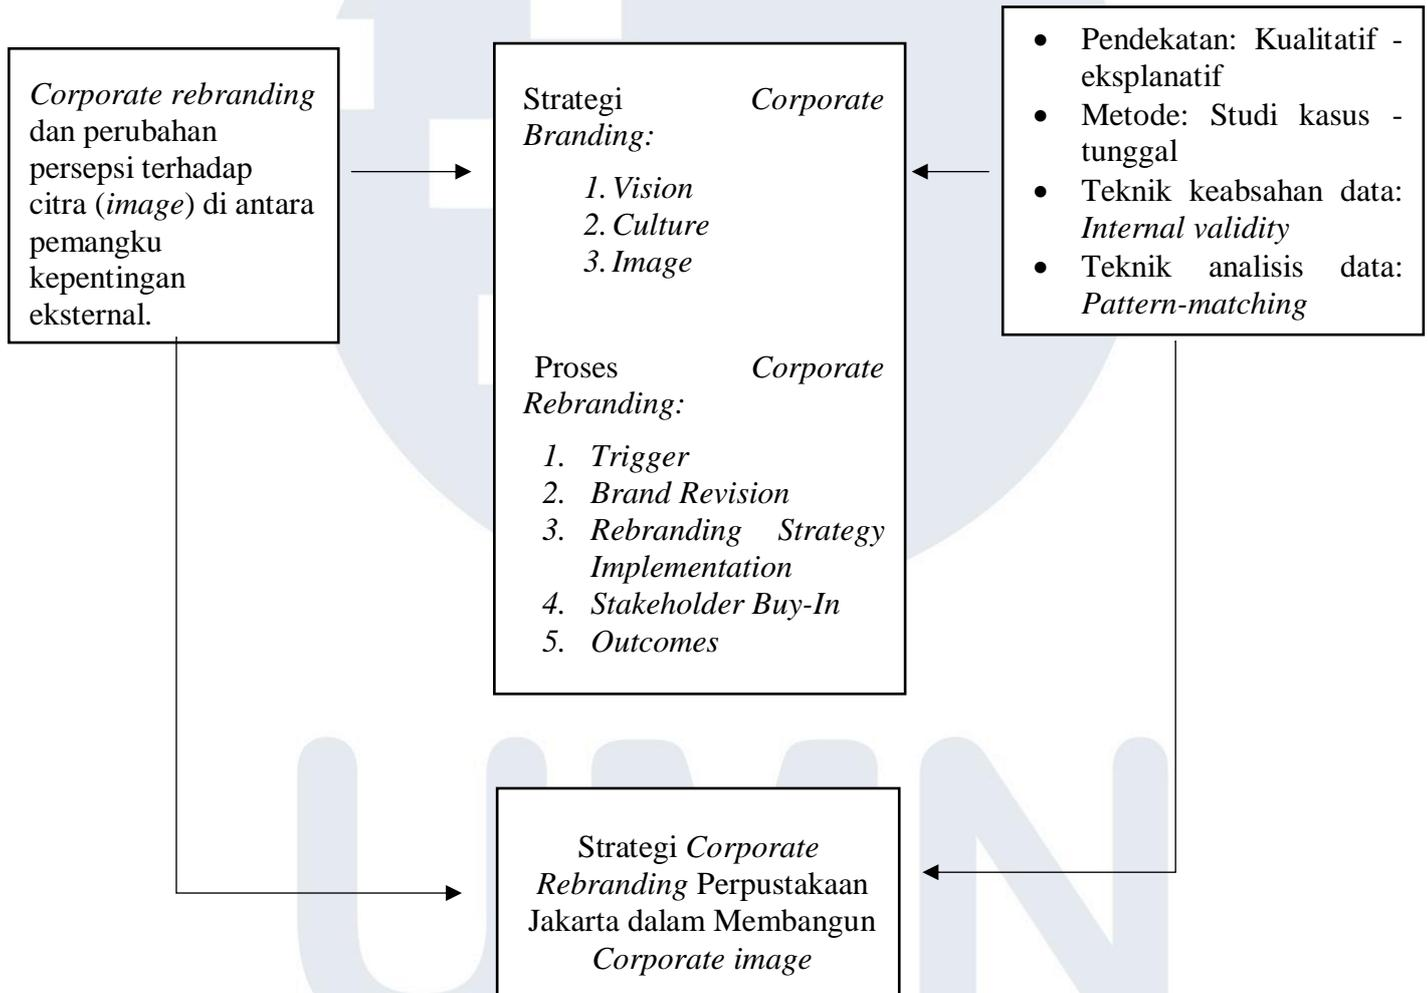 Corporate rebranding
dan perubahan
persepsi terhadap
citra (image) di antara
pemangku
kepentingan
eksternal.
Strategi Corporate
Branding:
1. Vision
2. Culture
3. Image
Proses Corporate
Rebranding:
1. Trigger
2. Brand Revision
3. Rebranding Strategy
Implementation
4. Stakeholder Buy-In
5. Outcomes
• Pendekatan: Kualitatif -
eksplanatif
• Metode: Studi kasus -
tunggal
• Teknik keabsahan data:
Internal validity
• Teknik analisis data:
Pattern-matching
Strategi Corporate
Rebranding Perpustakaan
Jakarta dalam Membangun
Corporate image
UMN